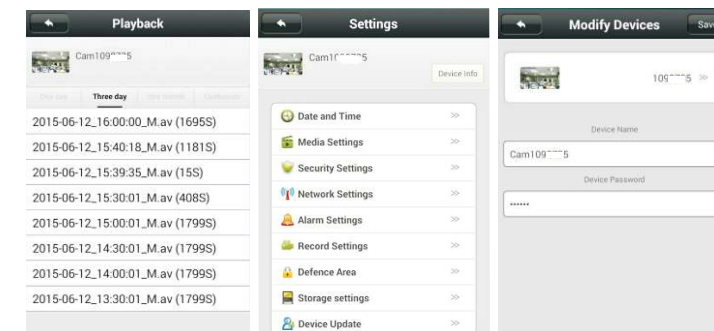 Playback
Three day
2015-06-12_16:00:00_M.av (1695S)
2015-06-12_15:40:18_M.av (1181S)
2015-06-12_15:39:35_M.av (15S)
2015-06-12_15:30:01_M.av (408S)
2015-06-12_15:00:01_M.av (1799S)
2015-06-12_14:30:01_M.av (1799S)
2015-06-12_14:00:01_M.av (1799S)
2015-06-12_13:30:01_M.av (1799S)
Settings
Device Info
Date and Time
Media Settings
Security Settings
Network Settings
Alarm Settings
Record Settings
Defence Area
Storage settings
Device Update
Modify Devices
Save
Device Name
Device Password
······